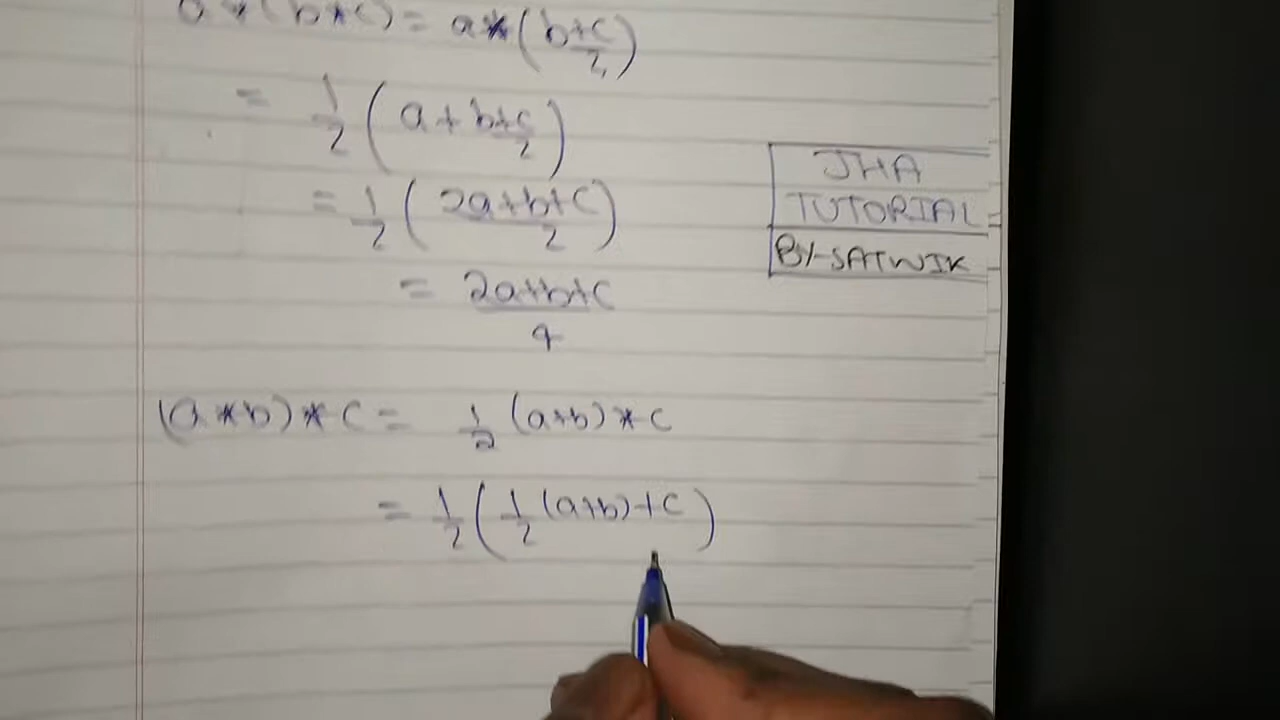 a * (b * c) = a * (b+c/2)
= 1/2 (a + b+c/2)
= 1/2 (2a+b+c/2)
= 2a+b+c/4
(a * b) * c = 1/2 (a+b) * c
= 1/2 (1/2 (a+b) + c)
JHA
TUTORIAL
BY-SATWIK